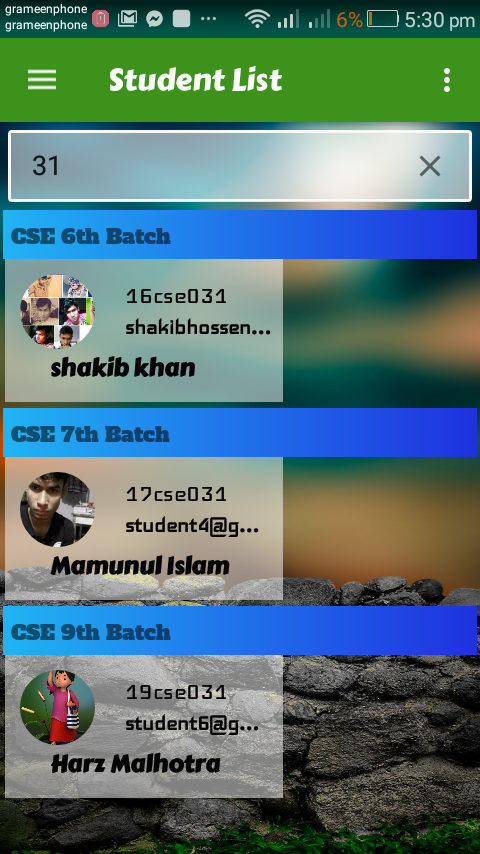 grameenphone
grameenphone
6%
5:30 pm
Student List
31
CSE 6th Batch
16cse031
shakibhossen...
shakib khan
CSE 7th Batch
17cse031
student4@g...
Mamunul Islam
CSE 9th Batch
19cse031
student6@g...
Harz Malhotra